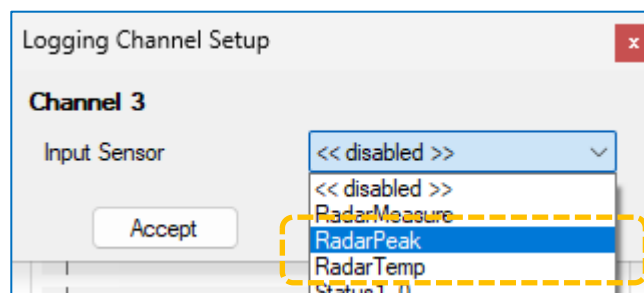 Logging Channel Setup
x
Channel 3
Input Sensor
<< disabled >>
<< disabled >>
RadarMeasure
RadarPeak
RadarTemp
Accept